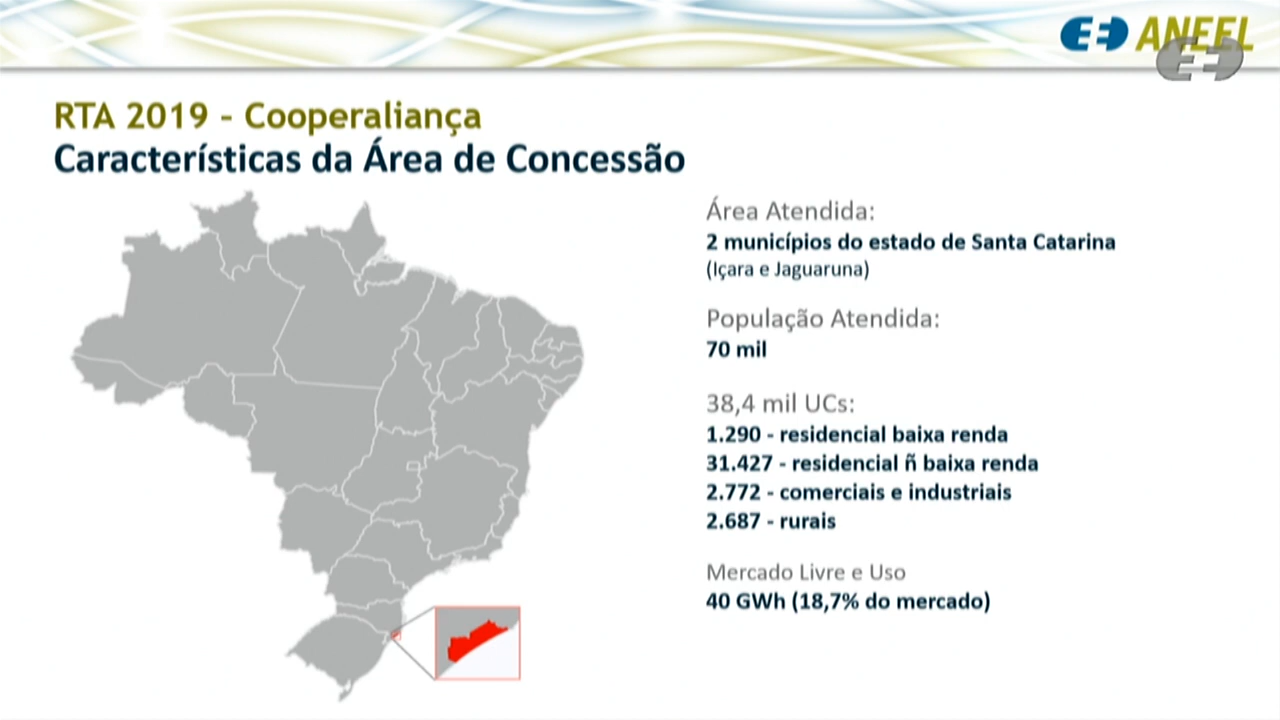 ANEEL
RTA 2019 - Cooperaliança
Características da Área de Concessão
Área Atendida:
2 municípios do estado de Santa Catarina
(Içara e Jaguaruna)
População Atendida:
70 mil
38,4 mil UCs:
1.290 - residencial baixa renda
31.427 - residencial ñ baixa renda
2.772 - comerciais e industriais
2.687 - rurais
Mercado Livre e Uso
40 GWh (18,7% do mercado)